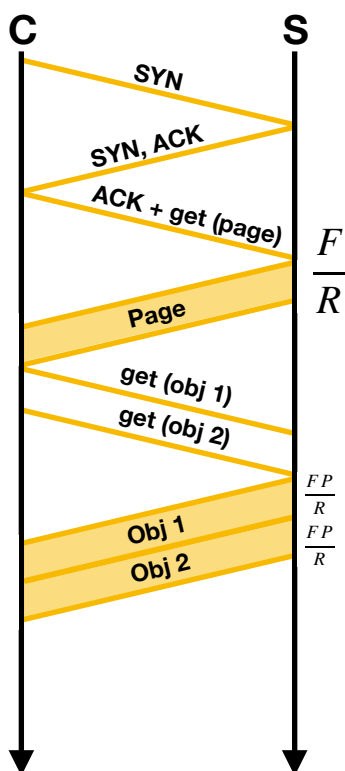 C
S
SYN
SYN, ACK
ACK + get (page)
F
R
Page
get (obj 1)
get (obj 2)
FP
R
Obj 1
FP
R
Obj 2